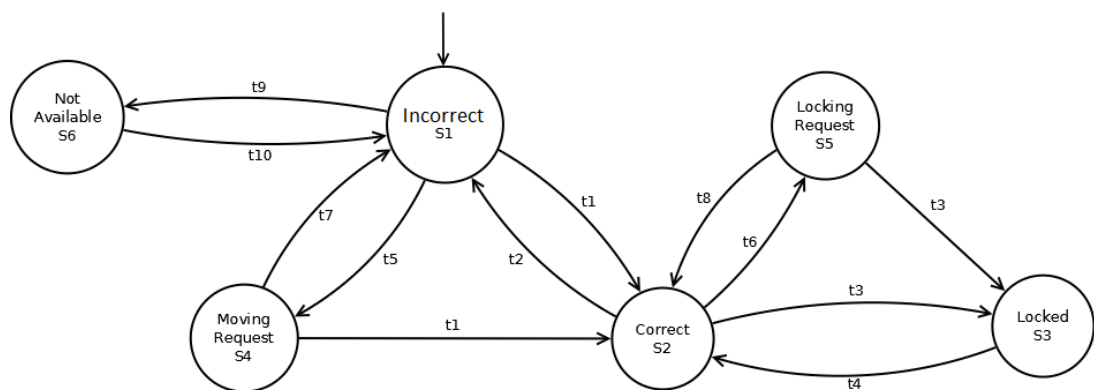 t9
Not
Available
S6
Incorrect
S1
t10
Locking
Request
S5
t7
t1
t8
t3
t5
t2
t6
Moving
Request
S4
t1
Correct
S2
t3
Locked
S3
t4